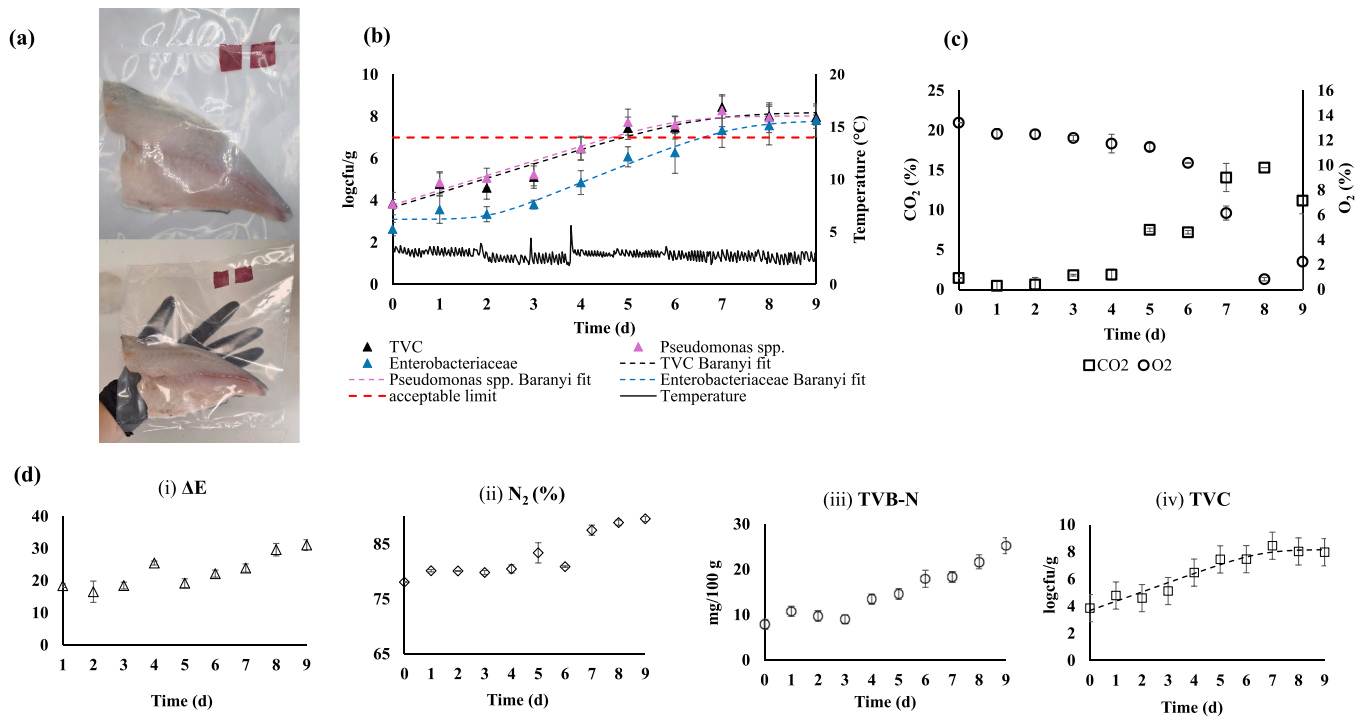 (a)
(b)
(c)
10
8
6
4
2
0
logcfu/g
20
15
10
5
0
Temperature (°C)
0 1 2 3 4 5 6 7 8 9
Time (d)
TVC
Pseudomonas spp.
Enterobacteriaceae
TVC Baranyi fit
Pseudomonas spp. Baranyi fit
Enterobacteriaceae Baranyi fit
acceptable limit
Temperature
25
20
15
10
5
0
CO₂ (%)
16
14
12
10
8
6
4
2
0
O₂ (%)
0 1 2 3 4 5 6 7 8 9
Time (d)
CO2 O2
(d)
(i) ΔE
40
30
20
10
0
1 2 3 4 5 6 7 8 9
Time (d)
(ii) N₂ (%)
85
75
65
0 1 2 3 4 5 6 7 8 9
Time (d)
(iii) TVB-N
30
20
10
0
mg/100 g
0 1 2 3 4 5 6 7 8 9
Time (d)
(iv) TVC
10
8
6
4
2
0
logcfu/g
0 1 2 3 4 5 6 7 8 9
Time (d)